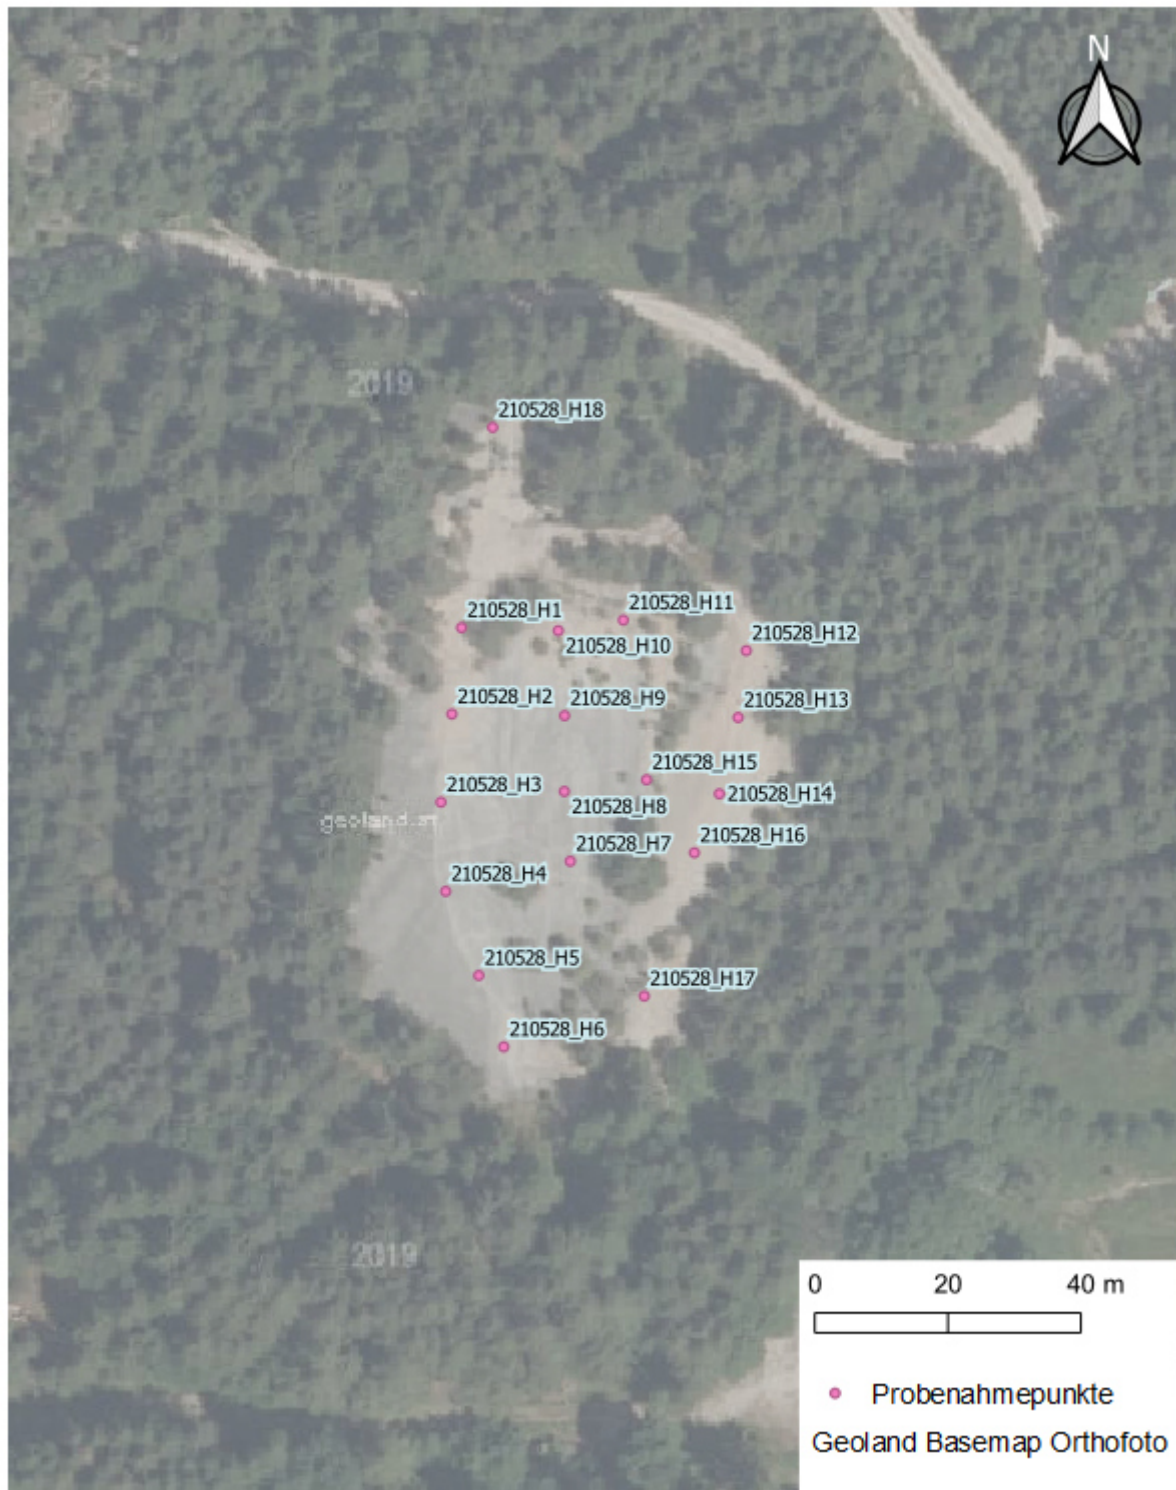 N
2019
210528_H18
210528_H11
210528_H1
210528_H12
210528_H10
210528_H2
210528_H9
210528_H13
210528_H15
210528_H3
210528_H14
210528_H8
geoland.at
210528_H16
210528_H7
210528_H4
210528_H5
210528_H17
210528_H6
2019
0 20 40 m
Probenahmepunkte
Geoland Basemap Orthofoto